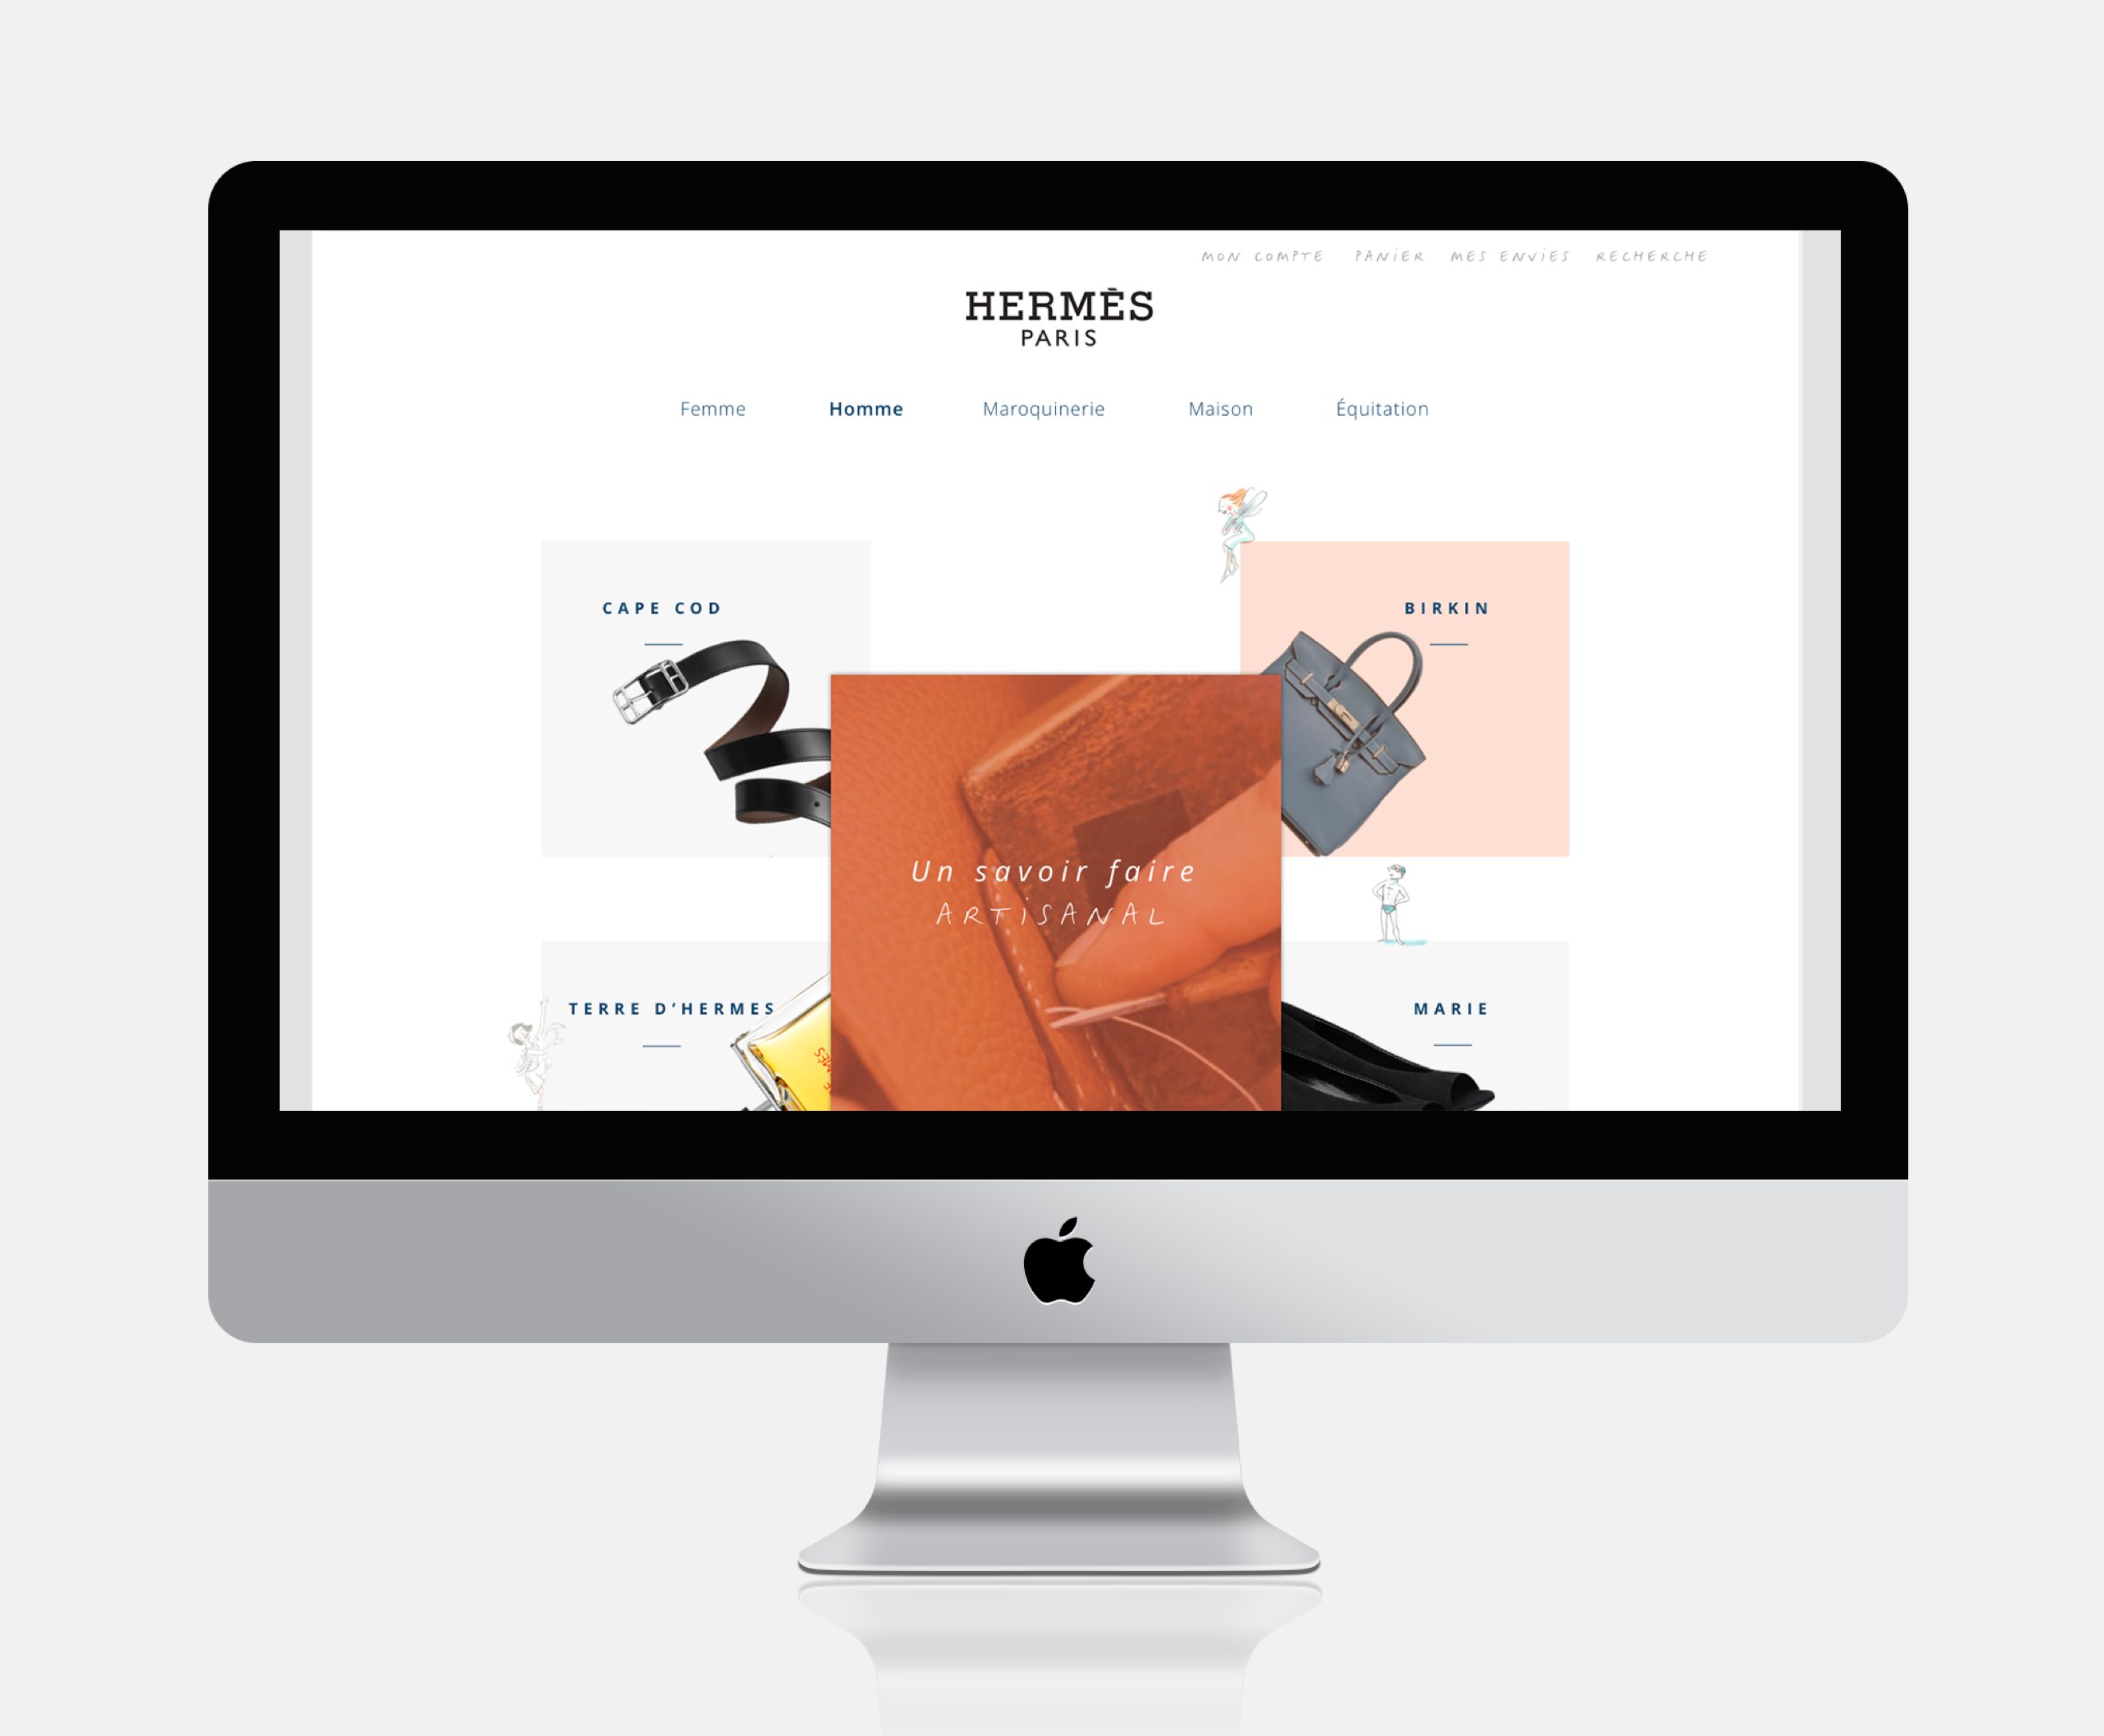 MON COMPTE PANIER MES ENVIES RECHERCHE
HERMÈS
PARIS
Femme Homme Maroquinerie Maison Équitation
CAPE COD
BIRKIN
Un savoir faire
ARTISANAL
TERRE D’HERMES
MARIE